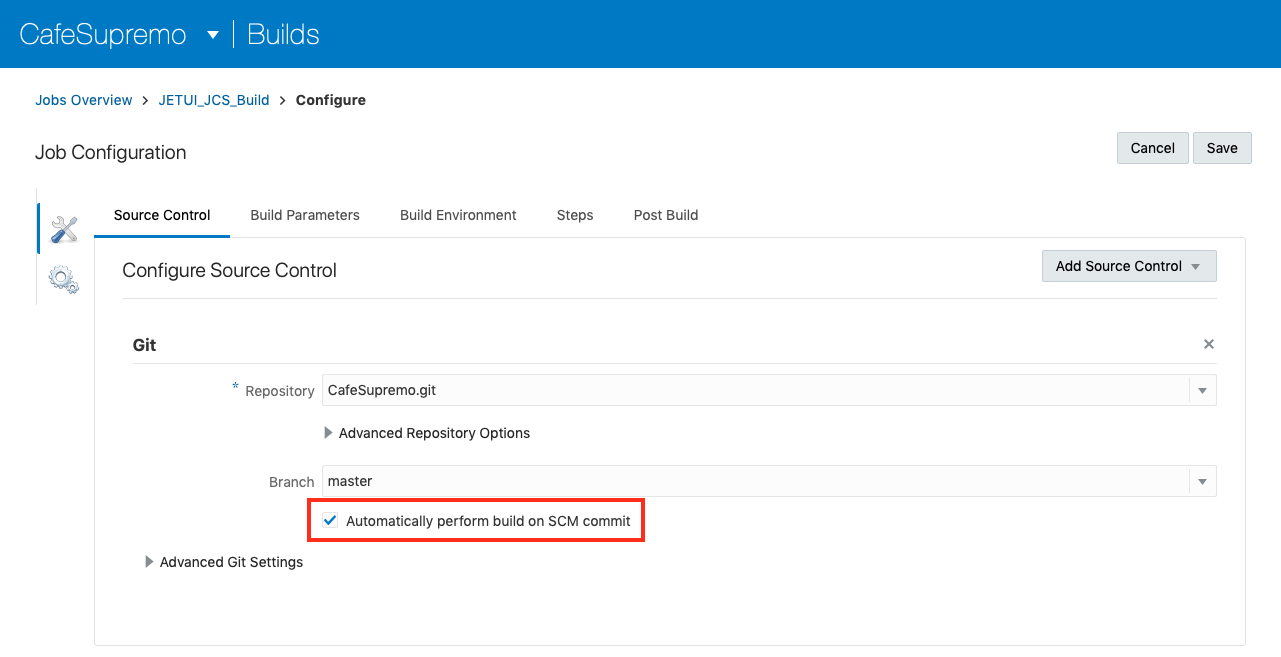 CafeSupremo Builds
Jobs Overview > JETUI_JCS_Build > Configure
Job Configuration
Cancel Save
Source Control Build Parameters Build Environment Steps Post Build
Configure Source Control
Add Source Control
Git
* Repository CafeSupremo.git
Advanced Repository Options
Branch master
Automatically perform build on SCM commit
Advanced Git Settings